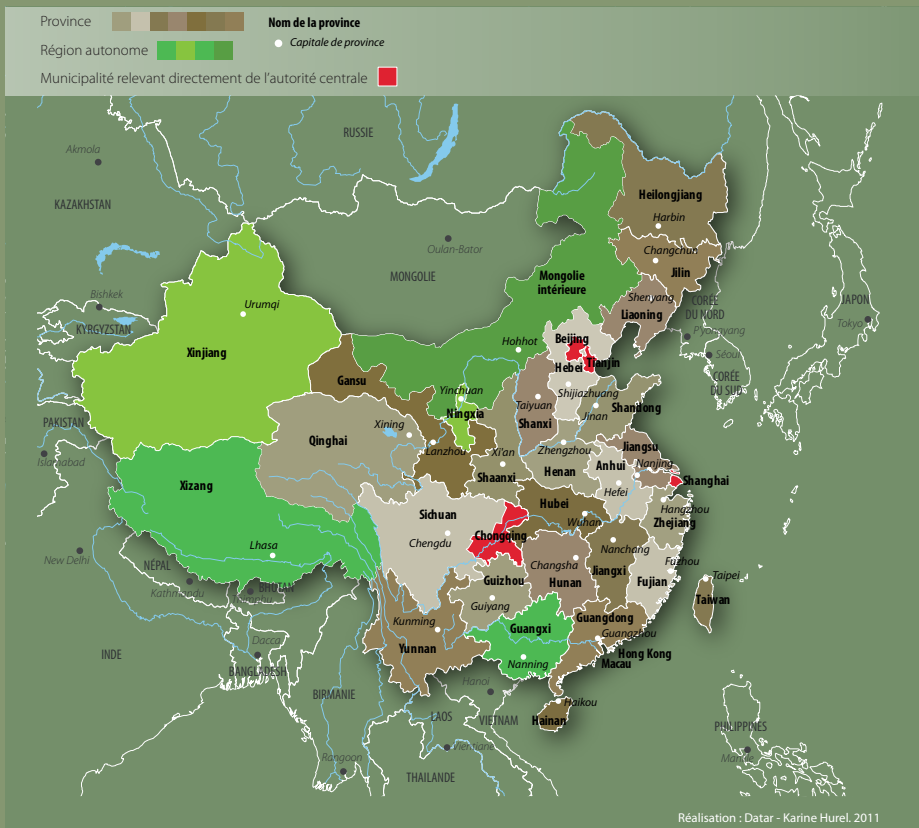 Province
Nom de la province
Capitale de province
Région autonome
Municipalité relevant directement de l'autorité centrale
RUSSIE
Akmola
KAZAKHSTAN
Heilongjiang
Harbin
Oulan-Bator
Changchun
MONGOLIE
Jilin
Mongolie
intérieure
Bishkek
Urumqi
Shenyang
CORÉE
DU NORD
JAPON
Liaoning
KYRGYZSTAN
P'yongyang
Tokyo
Beijing
Hohhot
Xinjiang
Séoul
Tianjin
Hebei
CORÉE
DU SUD
Gansu
Yinchuan
Shijiazhuang
Ningxia
Taiyuan
Shandong
Jinan
PAKISTAN
Xining
Shanxi
Qinghai
Lanzhou
Xi'an
Zhengzhou
Jiangsu
Islamabad
Nanjing
Anhui
Henan
Shaanxi
Shanghai
Xizang
Hefei
Hubei
Hangzhou
Sichuan
Wuhan
Zhejiang
Chongqing
Chengdu
Lhasa
Nanchang
New Delhi
NÉPAL
Changsha
Fuzhou
Jiangxi
Taipei
Guizhou
Hunan
Fujian
BHUTAN
Kathmandu
Taiwan
Guiyang
Guangdong
Kunming
Guangxi
Guangzhou
Dacca
Yunnan
Hong Kong
INDE
Nanning
Macau
BANGLADESH
Hanoi
BIRMANIE
Haikou
LAOS
VIETNAM
Hainan
PHILIPPINES
Vientiane
Rangoon
THAILANDE
Réalisation : Datar - Karine Hurel. 2011